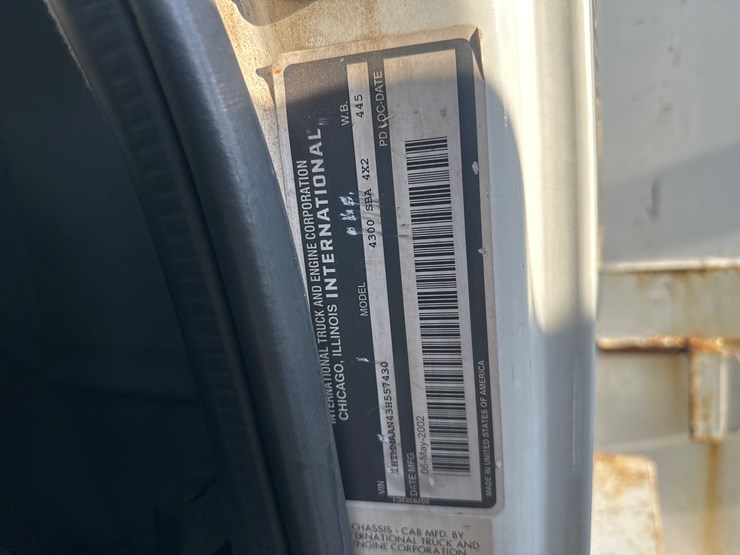 INTERNATIONAL TRUCK AND ENGINE CORPORATION
CHICAGO, ILLINOIS INTERNATIONAL
MODEL W.B.
4300 SBA 4X2 445
VIN PD LOC-DATE
DATE MFG
06-May-2002
MADE IN UNITED STATES OF AMERICA
CHASSIS - CAB MFD. BY
ERNATIONAL TRUCK AND
ENGINE CORPORATION